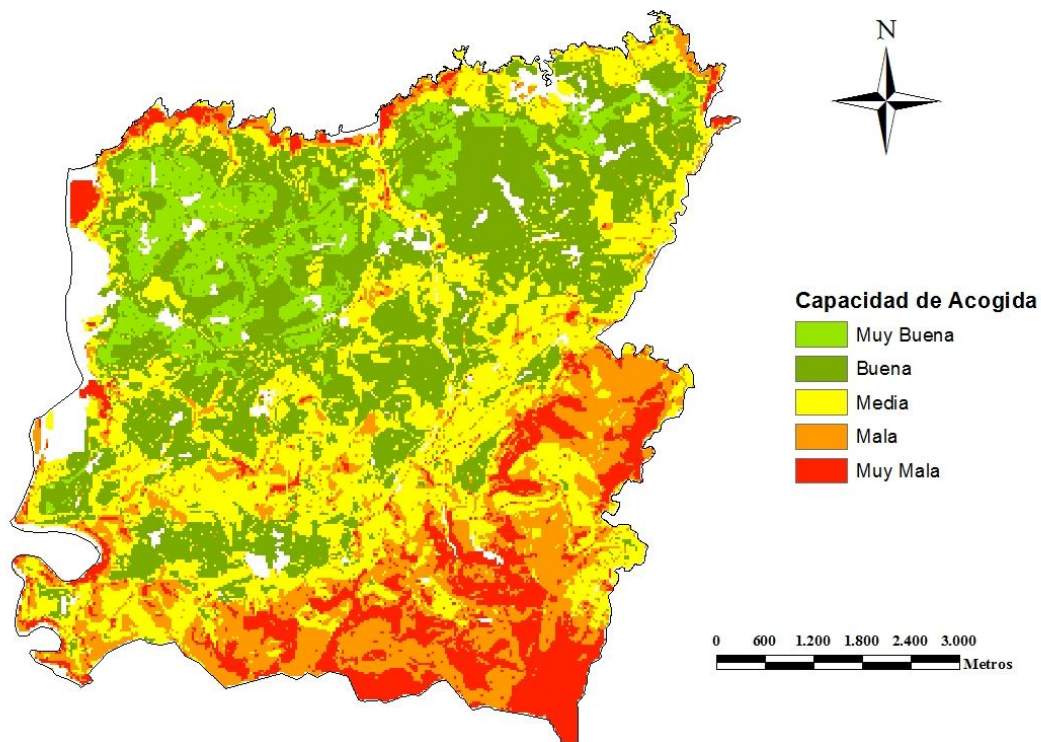 N
Capacidad de Acogida
Muy Buena
Buena
Media
Mala
Muy Mala
0 600 1.200 1.800 2.400 3.000
Metros